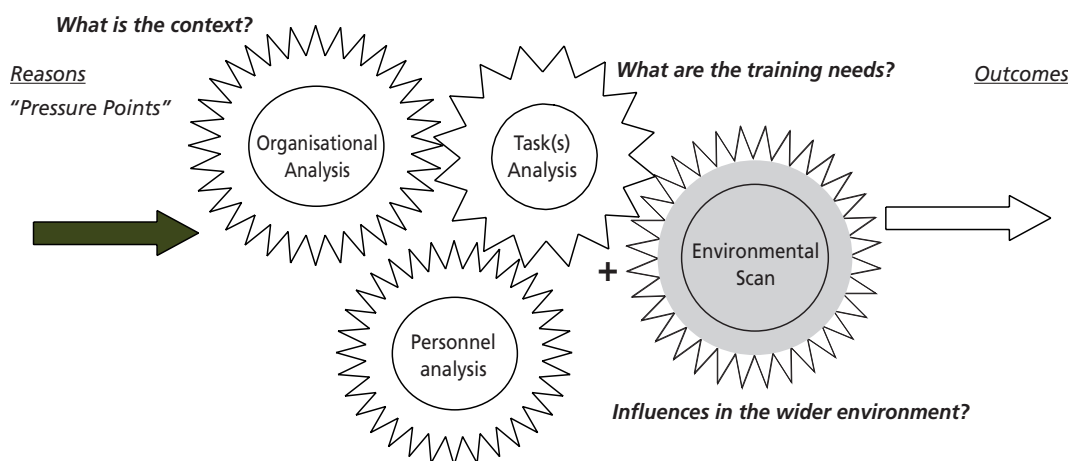 What is the context?
Reasons
"Pressure Points"
Organisational
Analysis
Task(s)
Analysis
What are the training needs?
Outcomes
+
Environmental
Scan
Personnel
analysis
Influences in the wider environment?